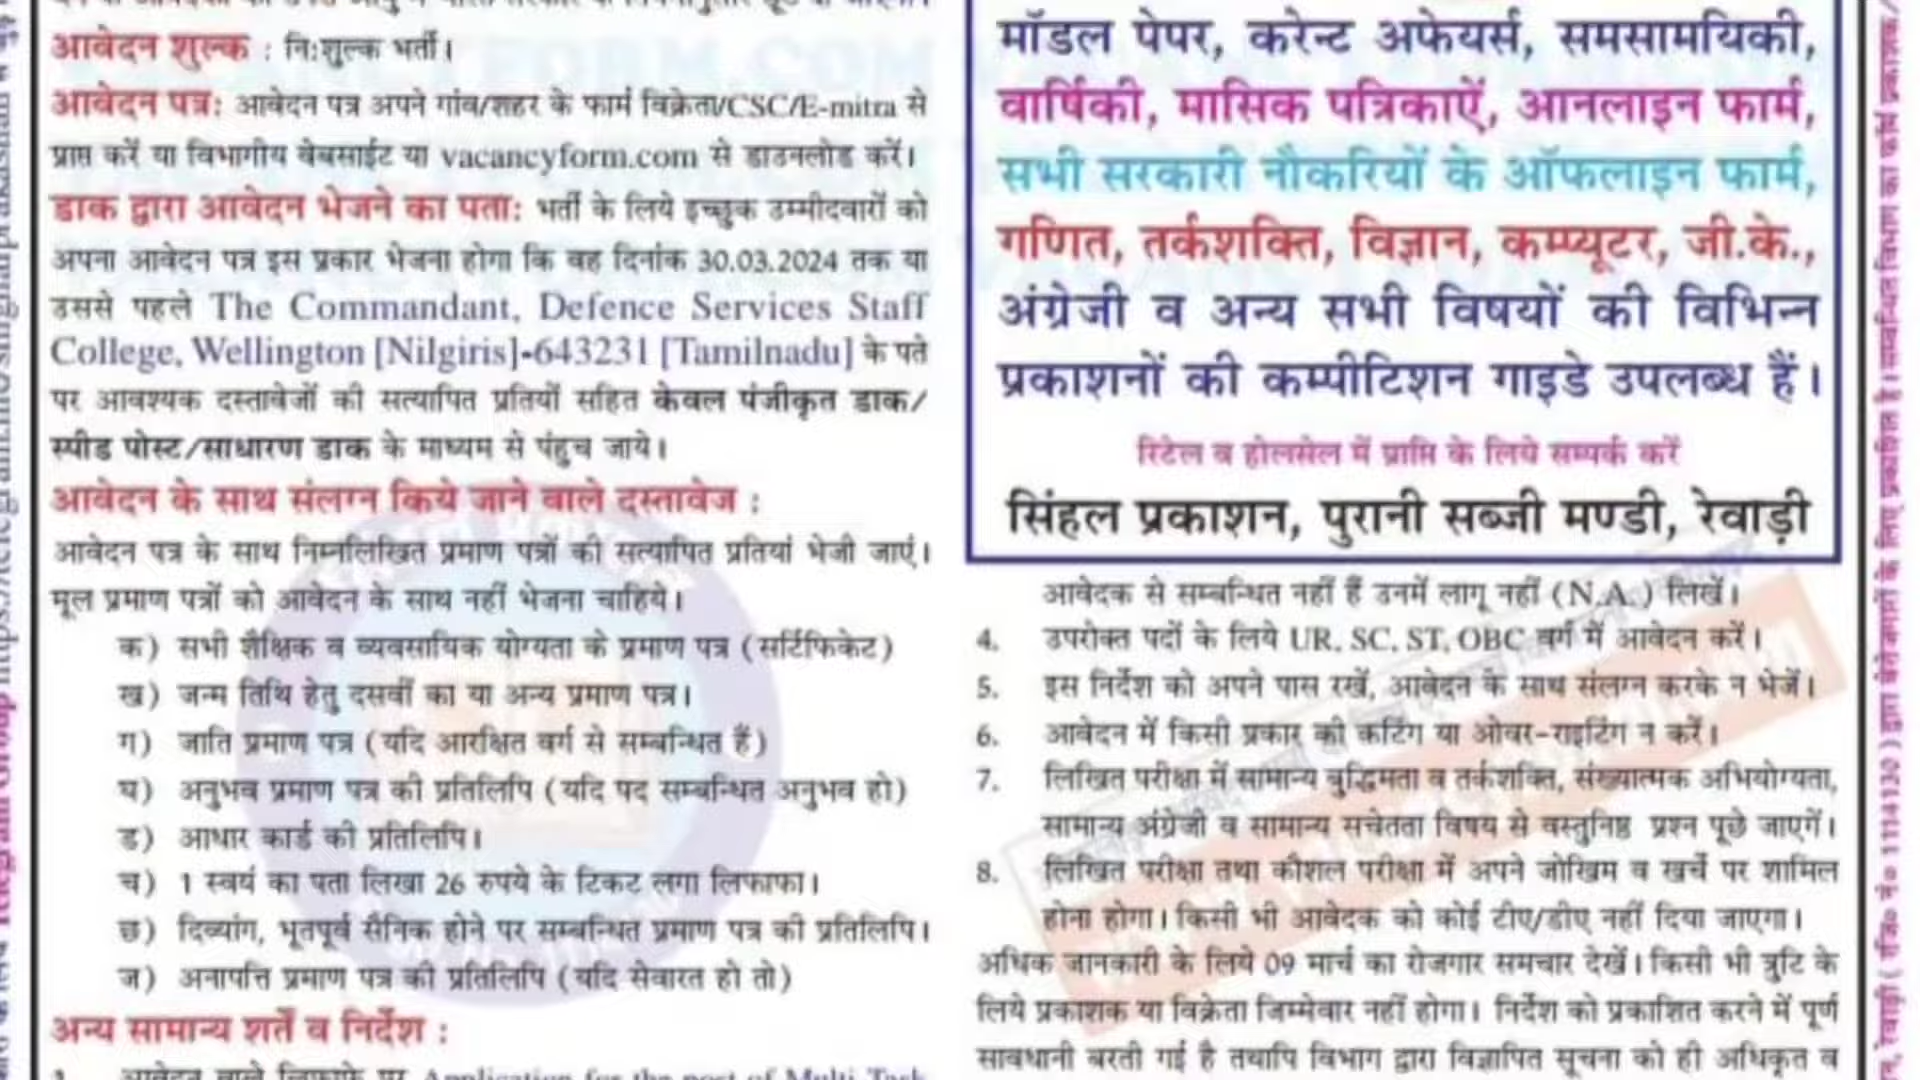 आवेदन शुल्क : नि:शुल्क भर्ती।
आवेदन पत्र: आवेदन पत्र अपने गांव/शहर के फार्म विक्रेता/CSC/E-mitra से
प्राप्त करें या विभागीय वेबसाईट या vacancyform.com से डाउनलोड करें।
डाक द्वारा आवेदन भेजने का पता: भर्ती के लिये इच्छुक उम्मीदवारों को
अपना आवेदन पत्र इस प्रकार भेजना होगा कि वह दिनांक 30.03.2024 तक या
उससे पहले The Commandant, Defence Services Staff
College, Wellington [Nilgiris]-643231 [Tamilnadu] के पते
पर आवश्यक दस्तावेजों की सत्यापित प्रतियों सहित केवल पंजीकृत डाक/
स्पीड पोस्ट/साधारण डाक के माध्यम से पंहुच जाये।
आवेदन के साथ संलग्न किये जाने वाले दस्तावेज :
आवेदन पत्र के साथ निम्नलिखित प्रमाण पत्रों की सत्यापित प्रतियां भेजी जाएं।
मूल प्रमाण पत्रों को आवेदन के साथ नहीं भेजना चाहिये।
क) सभी शैक्षिक व व्यवसायिक योग्यता के प्रमाण पत्र (सर्टिफिकेट)
ख) जन्म तिथि हेतु दसवीं का या अन्य प्रमाण पत्र।
ग) जाति प्रमाण पत्र (यदि आरक्षित वर्ग से सम्बन्धित हैं)
घ) अनुभव प्रमाण पत्र की प्रतिलिपि (यदि पद सम्बन्धित अनुभव हो)
ड) आधार कार्ड की प्रतिलिपि।
च) 1 स्वयं का पता लिखा 26 रुपये के टिकट लगा लिफाफा।
छ) दिव्यांग, भूतपूर्व सैनिक होने पर सम्बन्धित प्रमाण पत्र की प्रतिलिपि।
ज) अनापत्ति प्रमाण पत्र की प्रतिलिपि (यदि सेवारत हो तो)
अन्य सामान्य शर्ते व निर्देश :
1. आवेदन वाले लिफाफे पर Application for the post of Multi Task
मॉडल पेपर, करेन्ट अफेयर्स, समसामयिकी,
वार्षिकी, मासिक पत्रिकाऐं, आनलाइन फार्म,
सभी सरकारी नौकरियों के ऑफलाइन फार्म,
गणित, तर्कशक्ति, विज्ञान, कम्प्यूटर, जी.के.,
अंग्रेजी व अन्य सभी विषयों की विभिन्न
प्रकाशनों की कम्पीटिशन गाइडे उपलब्ध हैं।
रिटेल व होलसेल में प्राप्ति के लिये सम्पर्क करें
सिंहल प्रकाशन, पुरानी सब्जी मण्डी, रेवाड़ी
आवेदक से सम्बन्धित नहीं हैं उनमें लागू नहीं (N.A.) लिखें।
4. उपरोक्त पदों के लिये UR, SC, ST, OBC वर्ग में आवेदन करें।
5. इस निर्देश को अपने पास रखें, आवेदन के साथ संलग्न करके न भेजें।
6. आवेदन में किसी प्रकार की कटिंग या ओवर-राइटिंग न करें।
7. लिखित परीक्षा में सामान्य बुद्धिमता व तर्कशक्ति, संख्यात्मक अभियोग्यता,
सामान्य अंग्रेजी व सामान्य सचेतता विषय से वस्तुनिष्ठ प्रश्न पूछे जाएगें।
8. लिखित परीक्षा तथा कौशल परीक्षा में अपने जोखिम व खर्चे पर शामिल
होना होगा। किसी भी आवेदक को कोई टीए/डीए नहीं दिया जाएगा।
अधिक जानकारी के लिये 09 मार्च का रोजगार समचार देखें। किसी भी त्रुटि के
लिये प्रकाशक या विक्रेता जिम्मेवार नहीं होगा। निर्देश को प्रकाशित करने में पूर्ण
सावधानी बरती गई है तथापि विभाग द्वारा विज्ञापित सूचना को ही अधिकृत व